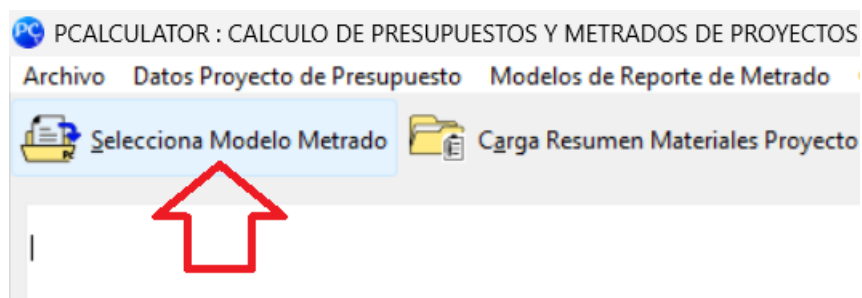 PCALCULATOR : CALCULO DE PRESUPUESTOS Y METRADOS DE PROYECTOS
Archivo Datos Proyecto de Presupuesto Modelos de Reporte de Metrado
Selecciona Modelo Metrado Carga Resumen Materiales Proyecto